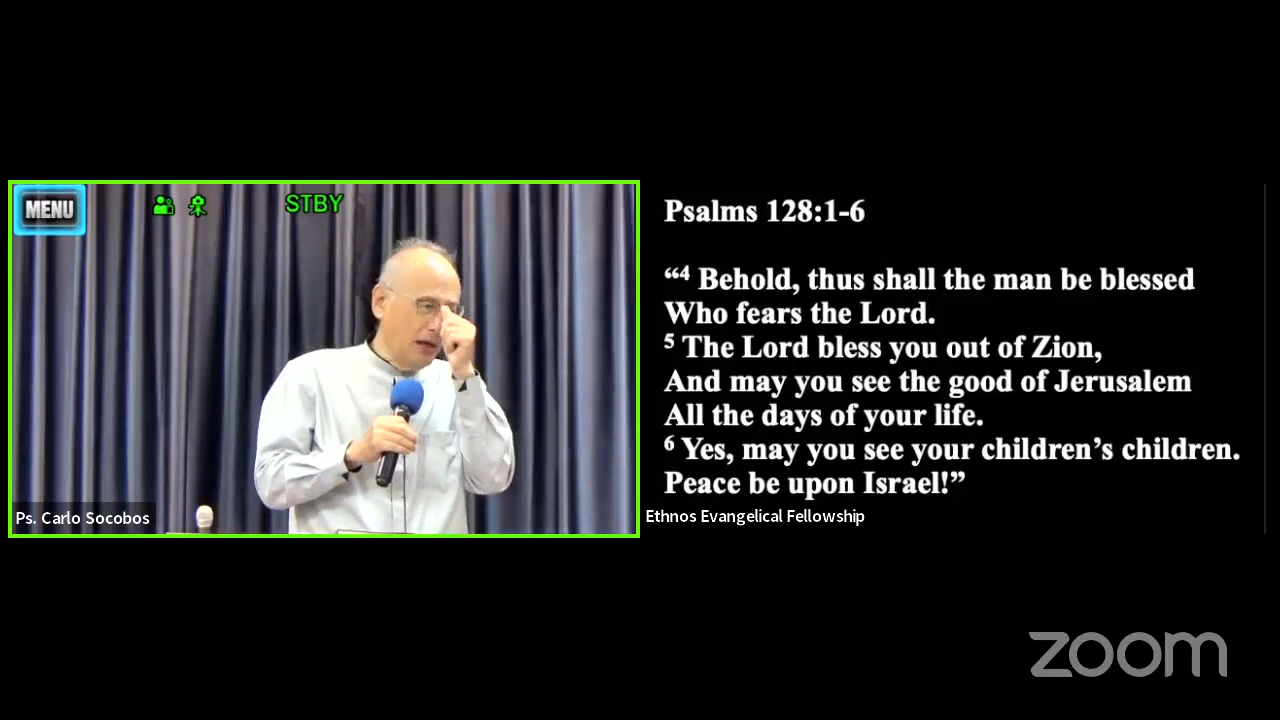 MENU
STBY
Ps. Carlo Socobos
Psalms 128:1-6
“⁴ Behold, thus shall the man be blessed
Who fears the Lord.
⁵ The Lord bless you out of Zion,
And may you see the good of Jerusalem
All the days of your life.
⁶ Yes, may you see your children’s children.
Peace be upon Israel!”
Ethnos Evangelical Fellowship
zoom